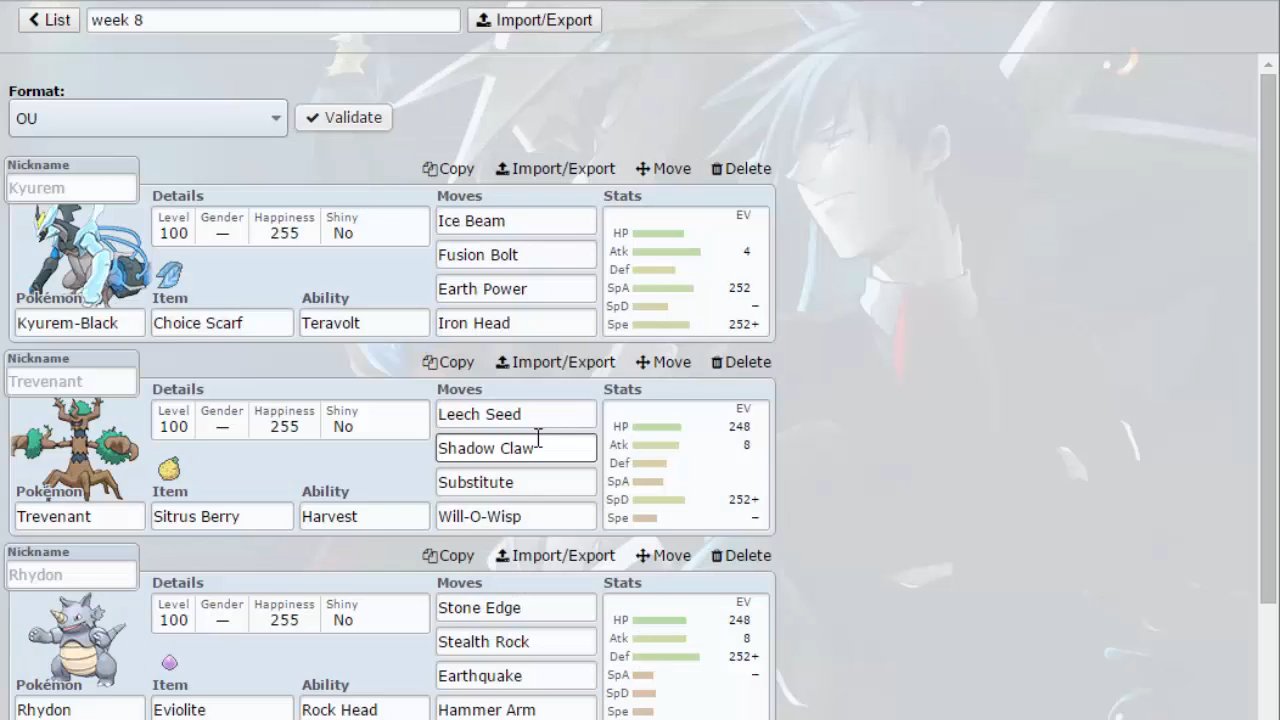 List
week 8
Import/Export
Format:
OU
Validate
Nickname
Kyurem
Copy Import/Export Move Delete
Details
Level Gender Happiness Shiny
100 — 255 No
Pokémon Item Ability
Kyurem-Black Choice Scarf Teravolt
Moves
Ice Beam
Fusion Bolt
Earth Power
Iron Head
Stats
EV
HP
Atk 4
Def
SpA 252
SpD –
Spe 252+
Nickname
Trevenant
Copy Import/Export Move Delete
Details
Level Gender Happiness Shiny
100 — 255 No
Pokémon Item Ability
Trevenant Sitrus Berry Harvest
Moves
Leech Seed
Shadow Claw
Substitute
Will-O-Wisp
Stats
EV
HP 248
Atk 8
Def
SpA
SpD 252+
Spe –
Nickname
Rhydon
Copy Import/Export Move Delete
Details
Level Gender Happiness Shiny
100 — 255 No
Pokémon Item Ability
Rhydon Eviolite Rock Head
Moves
Stone Edge
Stealth Rock
Earthquake
Hammer Arm
Stats
EV
HP 248
Atk 8
Def 252+
SpA –
SpD
Spe